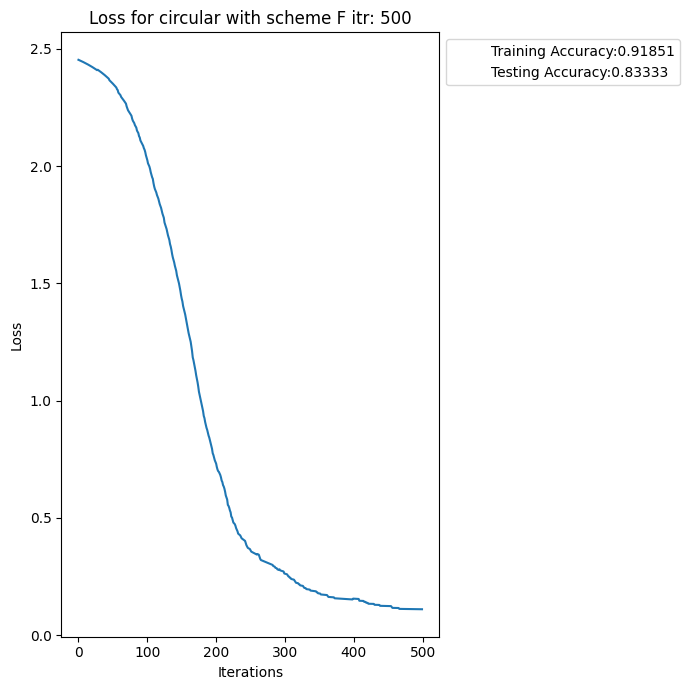 Loss for circular with scheme F itr: 500
Training Accuracy:0.91851
Testing Accuracy:0.83333
2.5
2.0
1.5
1.0
0.5
0.0
Loss
0 100 200 300 400 500
Iterations